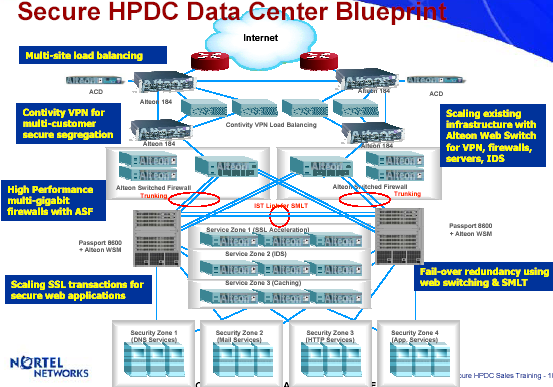 Secure HPDC Data Center Blueprint
Internet
Multi-site load balancing
ACD
Alteon 184
Alteon 184
ACD
Contivity VPN for
multi-customer
secure segregation
Contivity VPN Load Balancing
Scaling existing
infrastructure with
Alteon Web Switch
for VPN, firewalls,
servers, IDS
Alteon 184
Alteon 184
Alteon Switched Firewall
Trunking
Alteon Switched Firewall
Trunking
High Performance
multi-gigabit
firewalls with ASF
IST Link for SMLT
Passport 8600
+ Alteon WSM
Passport 8600
+ Alteon WSM
Service Zone 1 (SSL Acceleration)
Service Zone 2 (IDS)
Service Zone 3 (Caching)
Scaling SSL transactions for
secure web applications
Fail-over redundancy using
web switching & SMLT
Security Zone 1
(DNS Services)
Security Zone 2
(Mail Services)
Security Zone 3
(HTTP Services)
Security Zone 4
(App. Services)
NORTEL
NETWORKS
cure HPDC Sales Training - 1